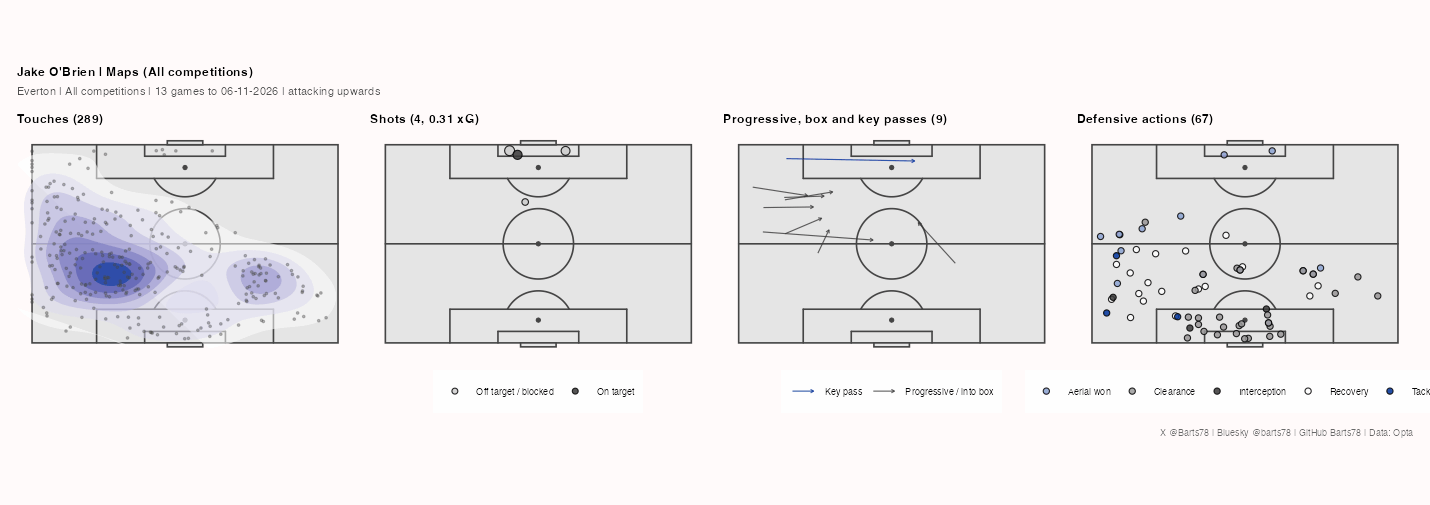 Jake O'Brien | Maps (All competitions)
Everton | All competitions | 13 games to 06-11-2026 | attacking upwards
Touches (289)
Shots (4, 0.31 xG)
Progressive, box and key passes (9)
Defensive actions (67)
Off target / blocked
On target
Key pass
Progressive / into box
Aerial won
Clearance
Interception
Recovery
Tack
X @Barts78 | Bluesky @barts78 | GitHub Barts78 | Data: Opta